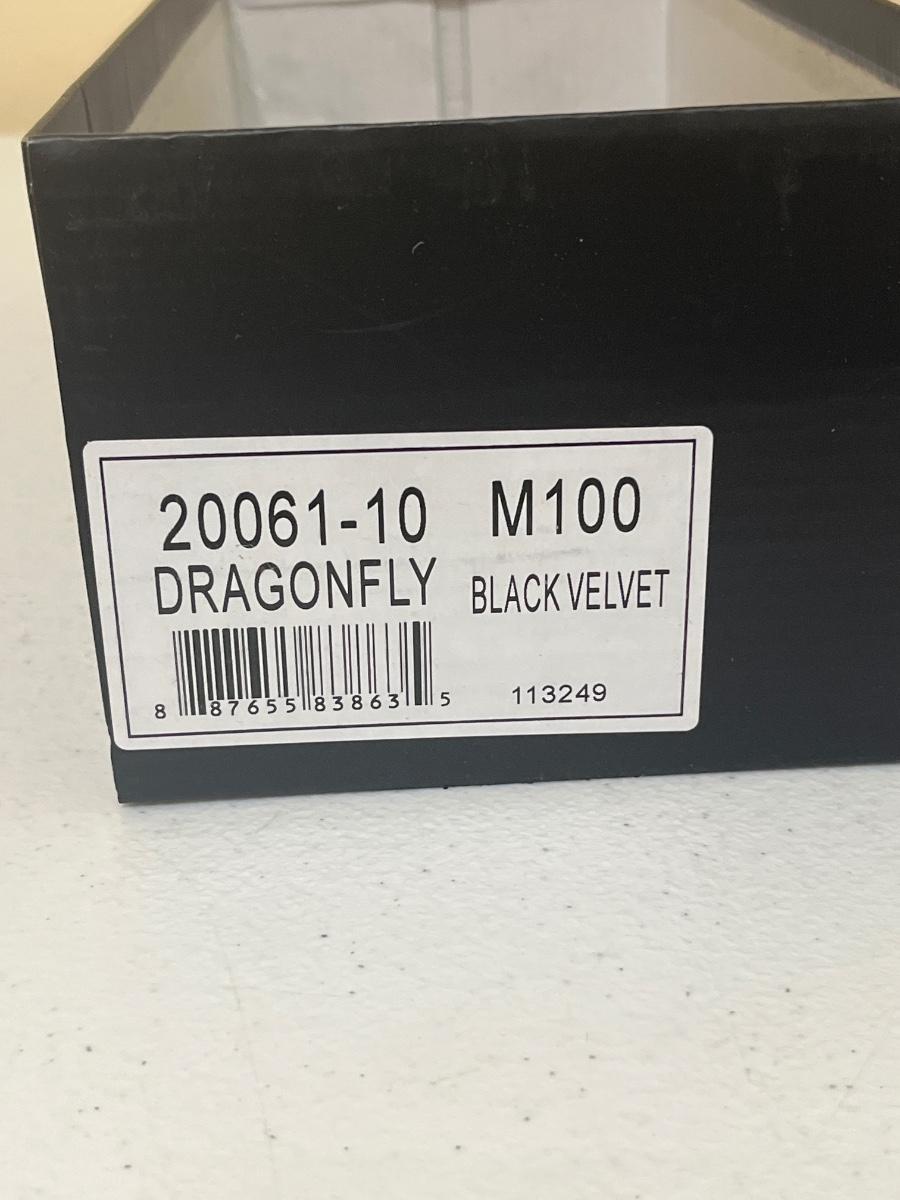 20061-10 M100
DRAGONFLY BLACK VELVET
8 87655 83863 5 113249